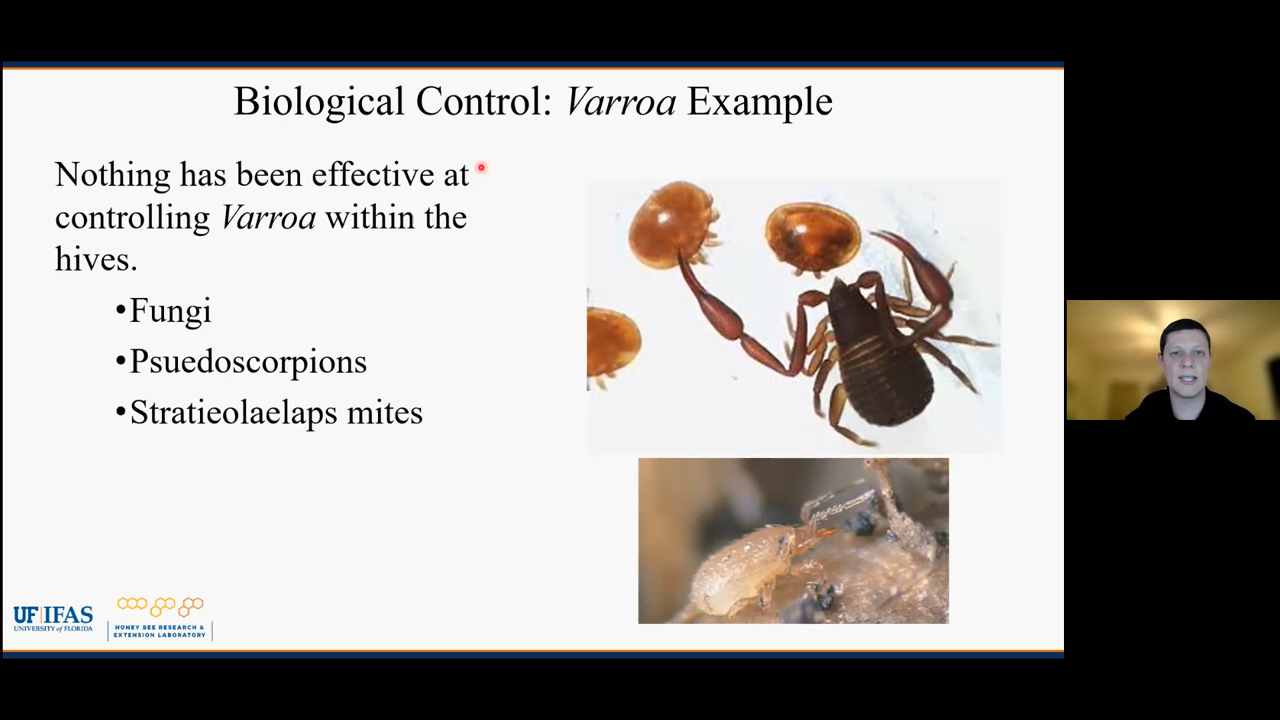 Biological Control: Varroa Example
Nothing has been effective at
controlling Varroa within the
hives.
•Fungi
•Psuedoscorpions
•Stratieolaelaps mites
UF|IFAS
UNIVERSITY of FLORIDA
HONEY BEE RESEARCH &
EXTENSION LABORATORY